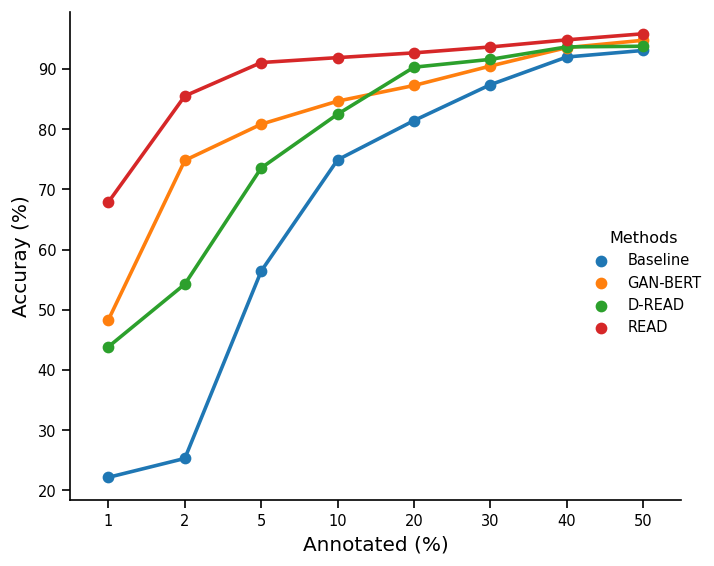 90
80
70
60
50
40
30
20
Accuray (%)
1 2 5 10 20 30 40 50
Annotated (%)
Methods
Baseline
GAN-BERT
D-READ
READ